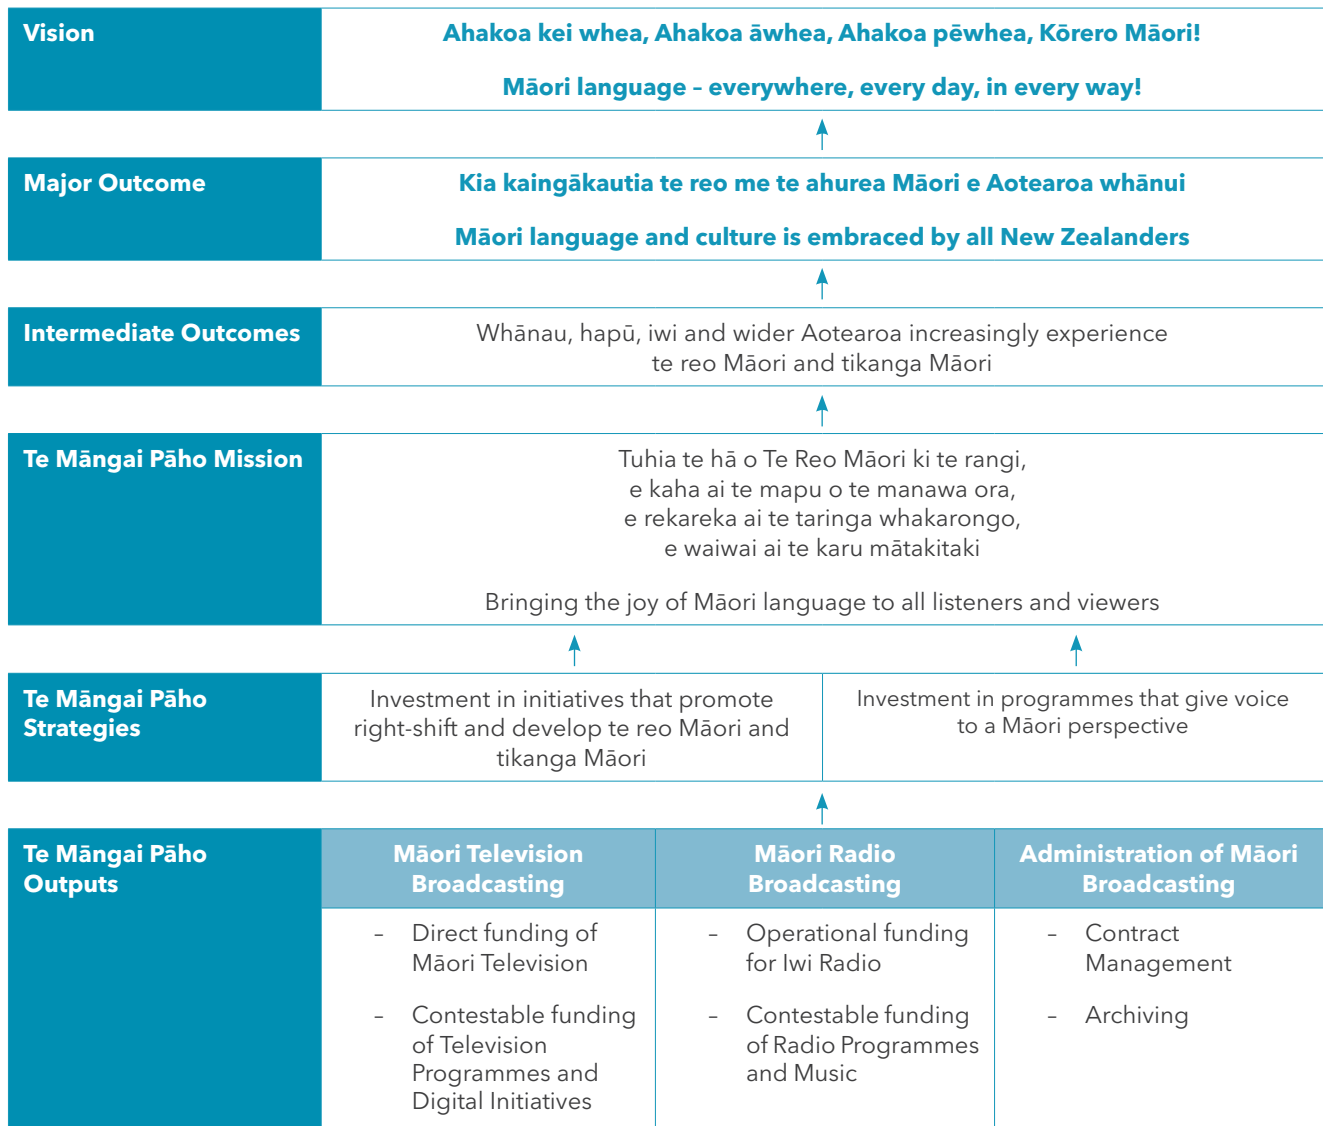 Vision
Ahakoa kei whea, Ahakoa āwhea, Ahakoa pēwhea, Kōrero Māori!
Māori language – everywhere, every day, in every way!
Major Outcome
Kia kaingākautia te reo me te ahurea Māori e Aotearoa whānui
Māori language and culture is embraced by all New Zealanders
Intermediate Outcomes
Whānau, hapū, iwi and wider Aotearoa increasingly experience
te reo Māori and tikanga Māori
Te Māngai Pāho Mission
Tuhia te hā o Te Reo Māori ki te rangi,
e kaha ai te mapu o te manawa ora,
e rekareka ai te taringa whakarongo,
e waiwai ai te karu mātakitaki
Bringing the joy of Māori language to all listeners and viewers
Te Māngai Pāho
Strategies
Investment in initiatives that promote
right-shift and develop te reo Māori and
tikanga Māori
Investment in programmes that give voice
to a Māori perspective
Te Māngai Pāho
Outputs
Māori Television
Broadcasting
– Direct funding of
Māori Television
– Contestable funding
of Television
Programmes and
Digital Initiatives
Māori Radio
Broadcasting
– Operational funding
for Iwi Radio
– Contestable funding
of Radio Programmes
and Music
Administration of Māori
Broadcasting
– Contract
Management
– Archiving